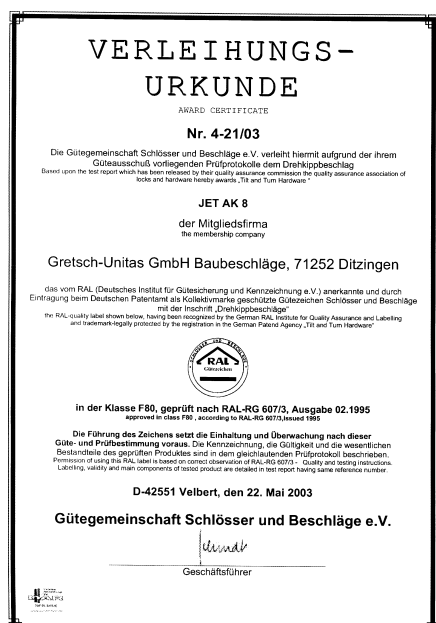 VERLEIHUNGS-
URKUNDE
AWARD CERTIFICATE
Nr. 4-21/03
Die Gütegemeinschaft Schlösser und Beschläge e.V. verleiht hiermit aufgrund der ihrem
Güteausschuß vorliegenden Prüfprotokolle dem Drehkippbeschlag
Based upon the test report which has been released by their quality assurance commission the quality assurance association of
locks and hardware hereby awards „Tilt and Turn Hardware "
JET AK 8
der Mitgliedsfirma
the membership company
Gretsch-Unitas GmbH Baubeschläge, 71252 Ditzingen
das vom RAL (Deutsches Institut für Gütesicherung und Kennzeichnung e.V.) anerkannte und durch
Eintragung beim Deutschen Patentamt als Kollektivmarke geschützte Gütezeichen Schlösser und Beschläge
mit der Inschrift „Drehkippbeschläge"
the RAL-quality label shown below, having been recognized by the German RAL Institute for Quality Assurance and Labelling
and trademark-legally protected by the registration in the German Patend Agency „Tilt and Turn Hardware"
SCHLÖSSER UND BESCHLÄGE
RAL
Gütezeichen
in der Klasse F80, geprüft nach RAL-RG 607/3, Ausgabe 02.1995
approved in class F80 , according to RAL-RG 607/3,issued 1995
Die Führung des Zeichens setzt die Einhaltung und Überwachung nach dieser
Güte- und Prüfbestimmung voraus. Die Kennzeichnung, die Gültigkeit und die wesentlichen
Bestandteile des geprüften Produktes sind in dem gleichlautenden Prüfprotokoll beschrieben.
Permission of using this RAL label is based on correct observation of RAL-RG 607/3 - Quality and testing instructions.
Labelling, validity and main components of tested product are detailed in test report having same reference number.
D-42551 Velbert, den 22. Mai 2003
Gütegemeinschaft Schlösser und Beschläge e.V.
Geschäftsführer